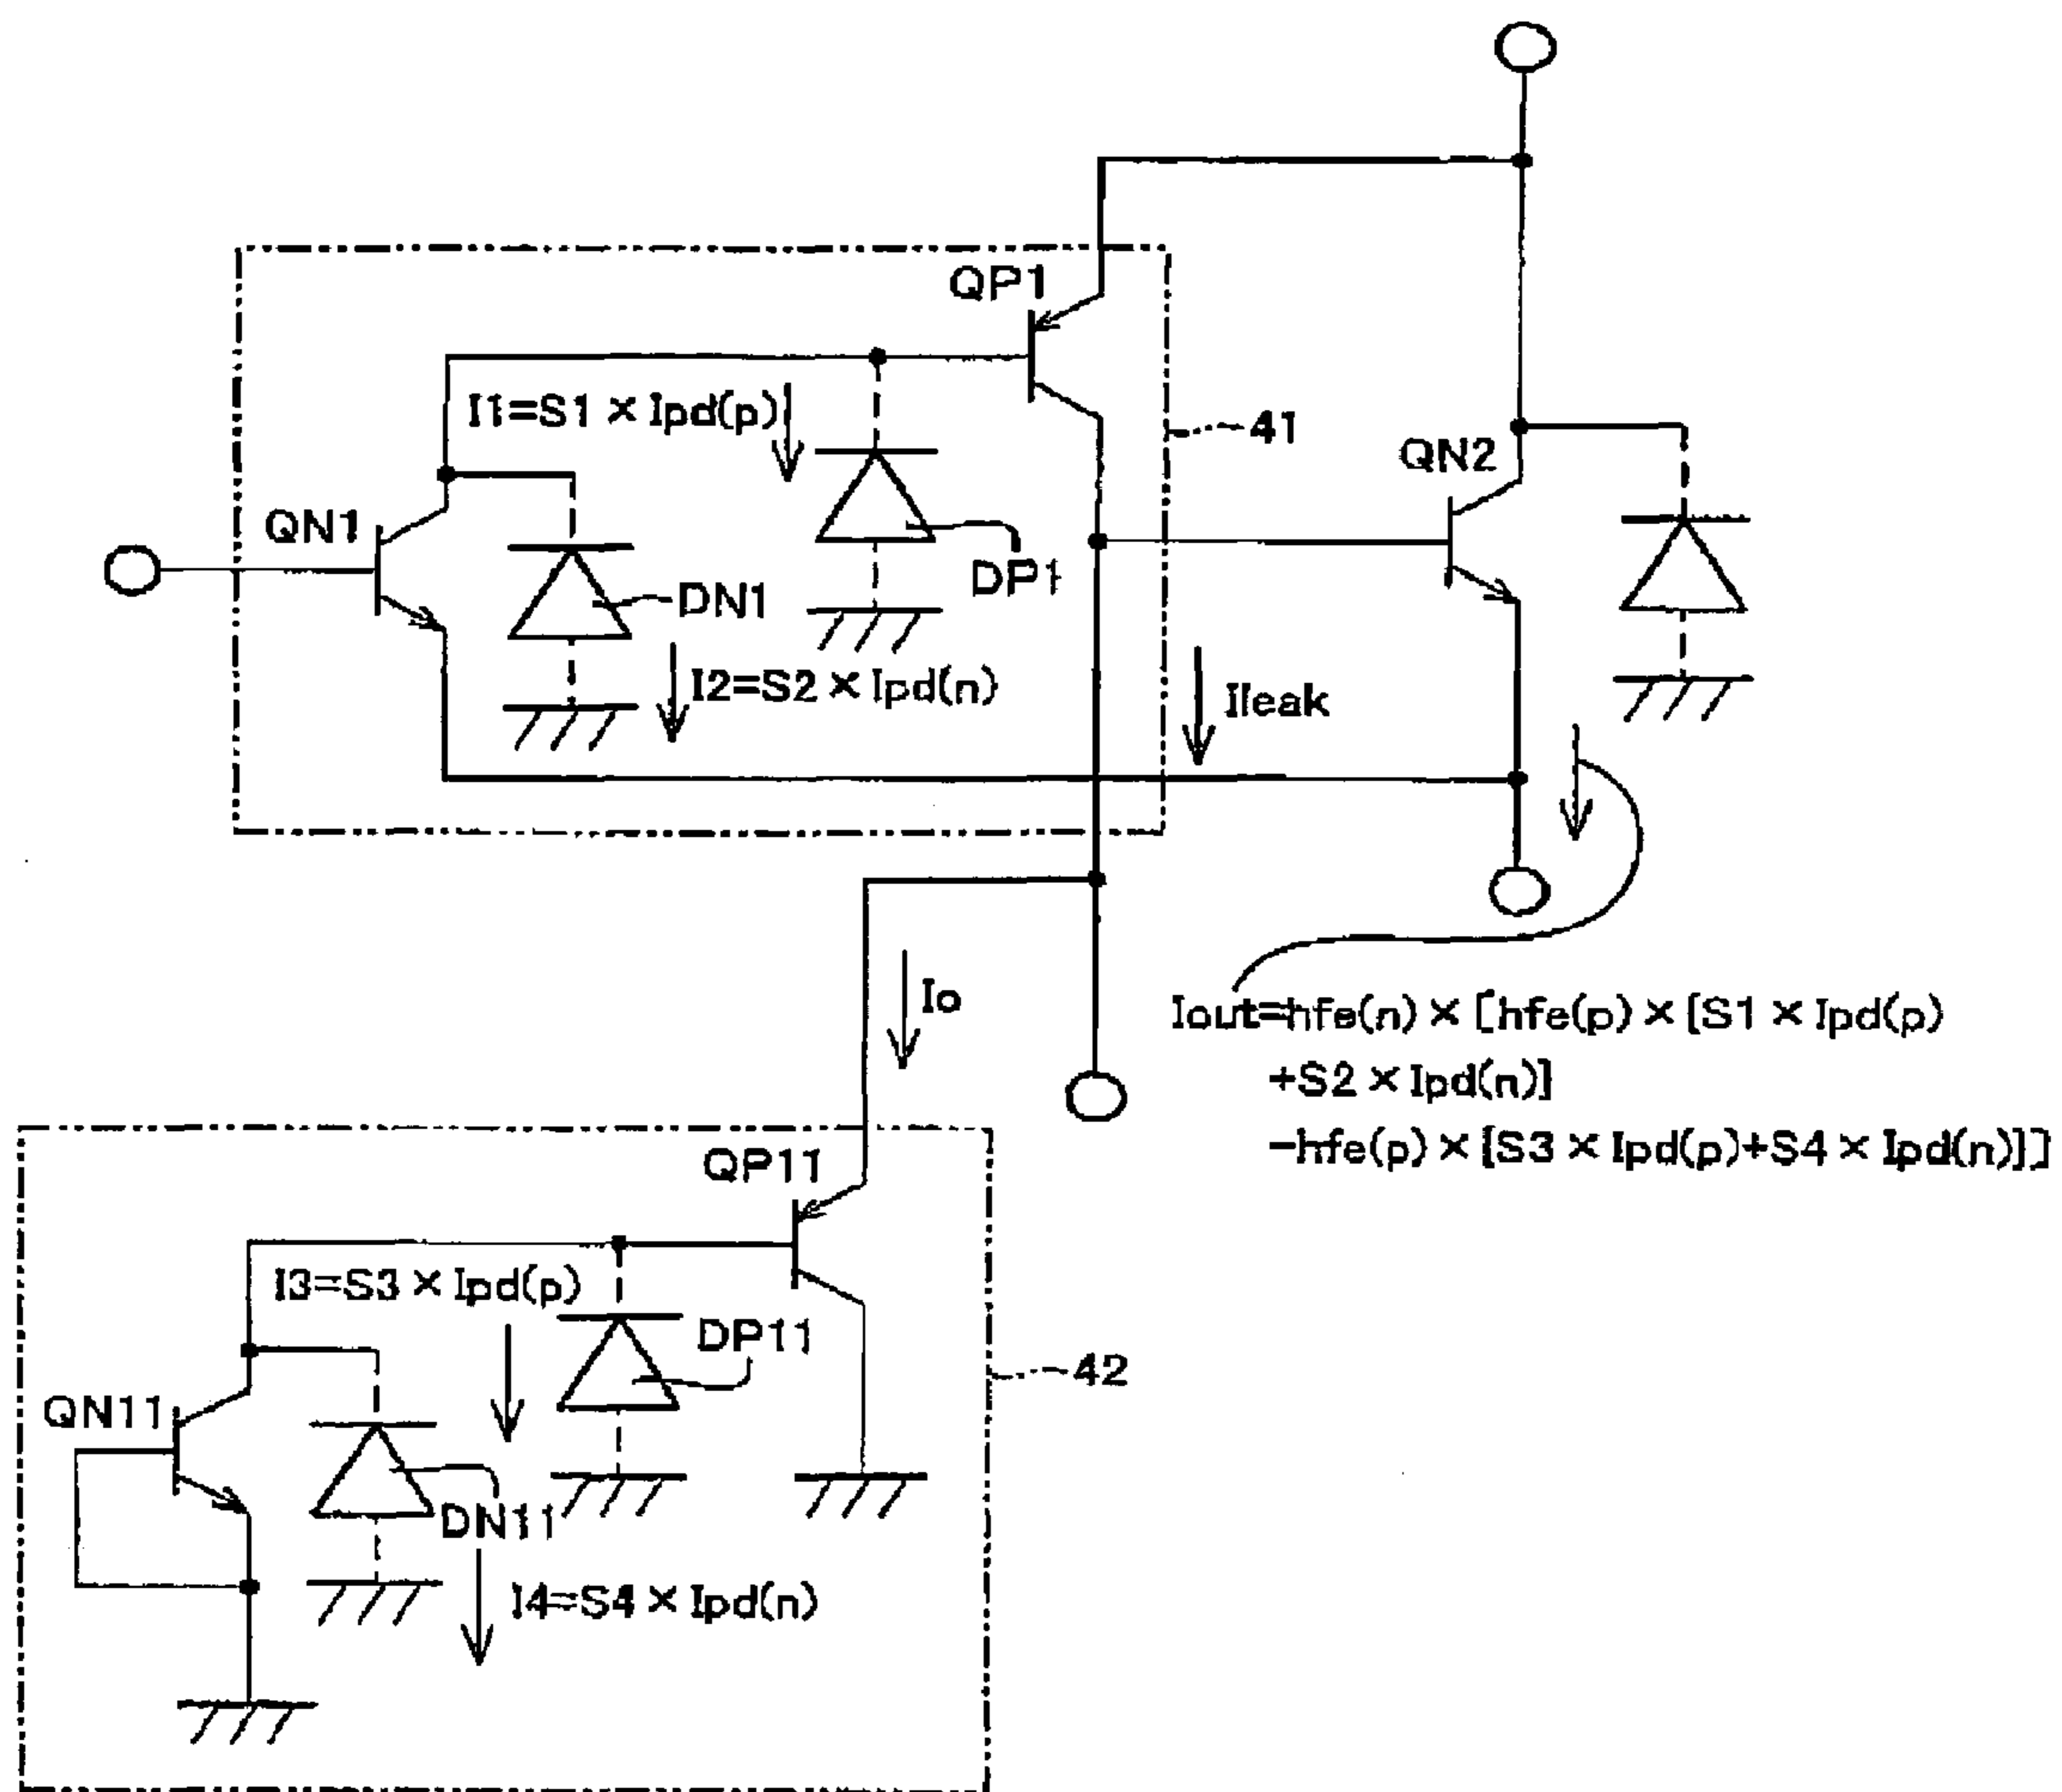 QP1
I1=S1×Ipd(p)
41
QN2
QN1
DP1
DN1
I2=S2×Ipd(n)
Ileak
Io
Iout=hfe(n)×[hfe(p)×[S1×Ipd(p)
+S2×Ipd(n)]
-hfe(p)×[S3×Ipd(p)+S4×Ipd(n)]]
QP11
I3=S3×Ipd(p)
DP11
42
QN11
DN11
I4=S4×Ipd(n)